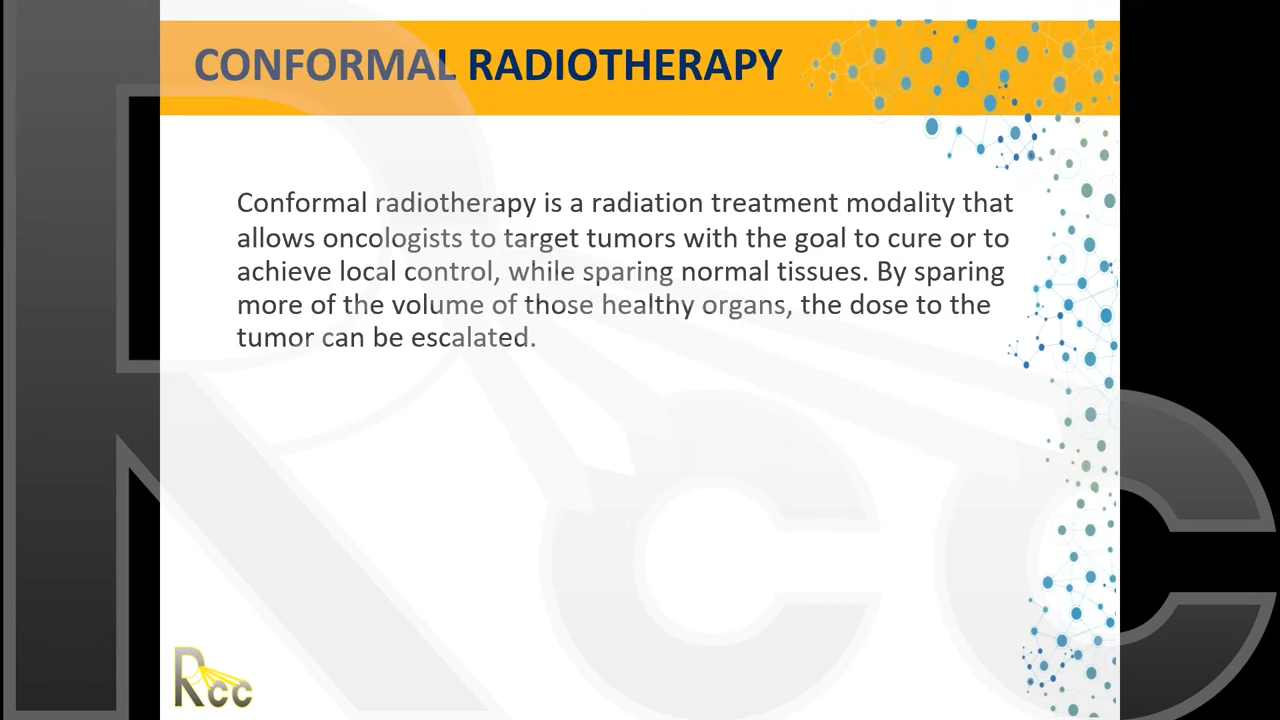 CONFORMAL RADIOTHERAPY
Conformal radiotherapy is a radiation treatment modality that
allows oncologists to target tumors with the goal to cure or to
achieve local control, while sparing normal tissues. By sparing
more of the volume of those healthy organs, the dose to the
tumor can be escalated.
Rcc
Rcc